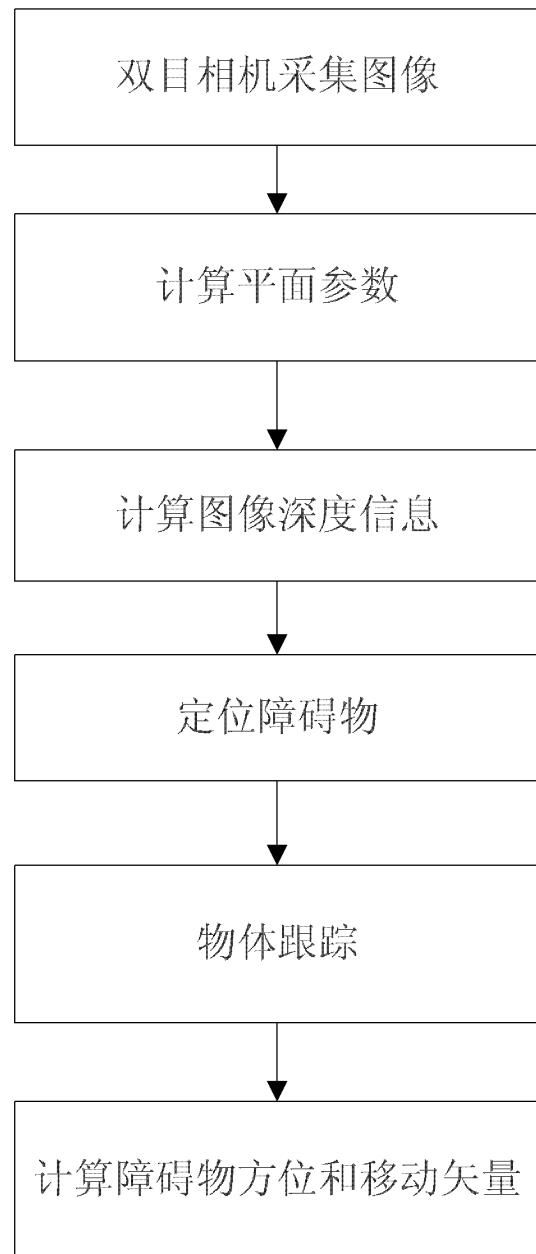 双目相机采集图像
计算平面参数
计算图像深度信息
定位障碍物
物体跟踪
计算障碍物方位和移动矢量